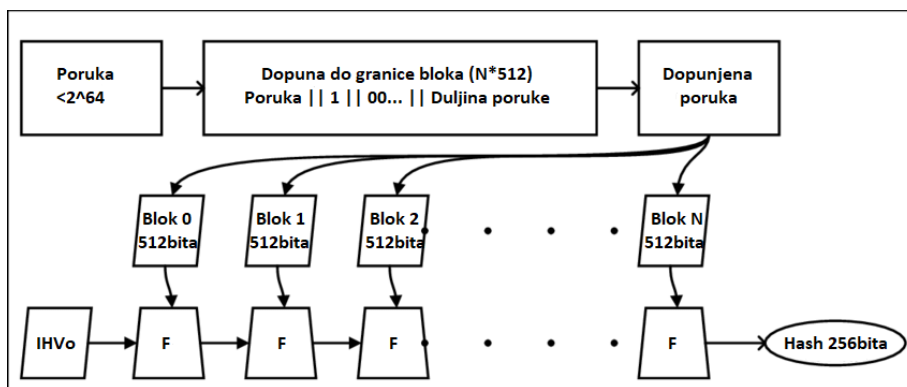 Poruka
<2^64
Dopuna do granice bloka (N*512)
Poruka || 1 || 00... || Duljina poruke
Dopunjena
poruka
Blok 0
512bita
Blok 1
512bita
Blok 2
512bita
Blok N
512bita
IHVo
F
F
F
F
Hash 256bita